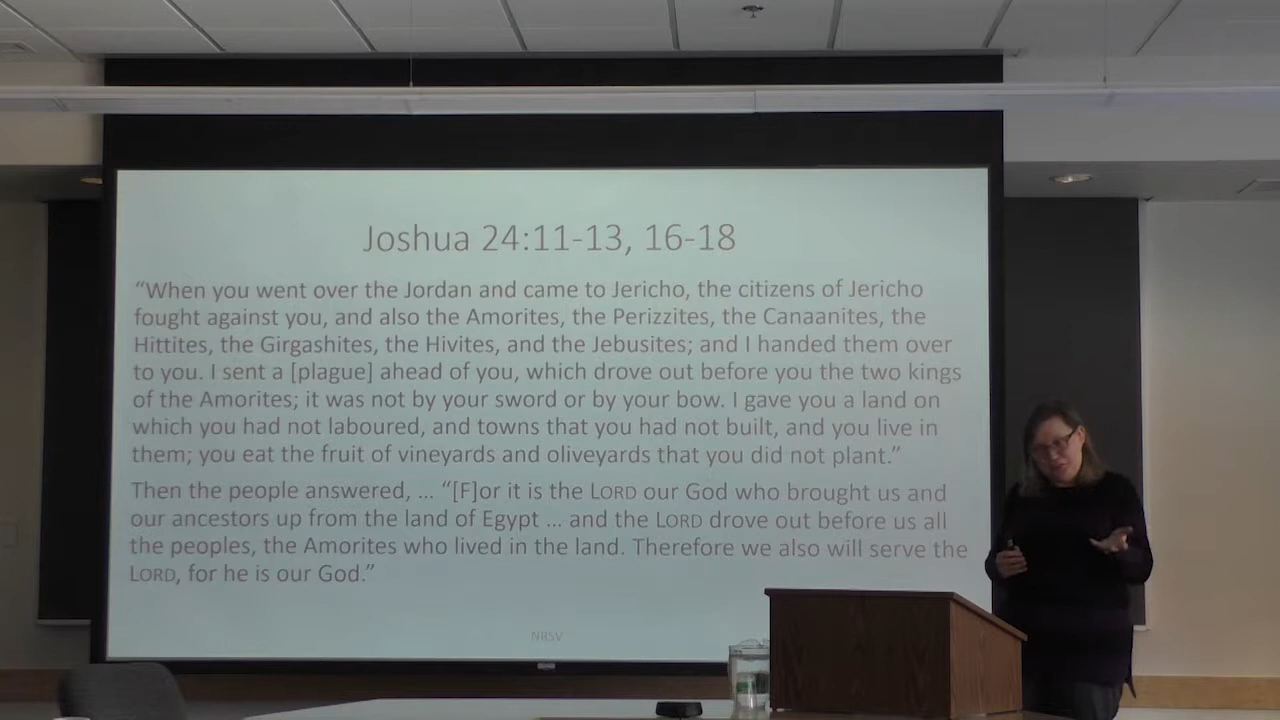 Joshua 24:11-13, 16-18
“When you went over the Jordan and came to Jericho, the citizens of Jericho
fought against you, and also the Amorites, the Perizzites, the Canaanites, the
Hittites, the Girgashites, the Hivites, and the Jebusites; and I handed them over
to you. I sent a [plague] ahead of you, which drove out before you the two kings
of the Amorites; it was not by your sword or by your bow. I gave you a land on
which you had not laboured, and towns that you had not built, and you live in
them; you eat the fruit of vineyards and oliveyards that you did not plant.”
Then the people answered, … “[F]or it is the LORD our God who brought us and
our ancestors up from the land of Egypt … and the LORD drove out before us all
the peoples, the Amorites who lived in the land. Therefore we also will serve the
LORD, for he is our God.”
NRSV